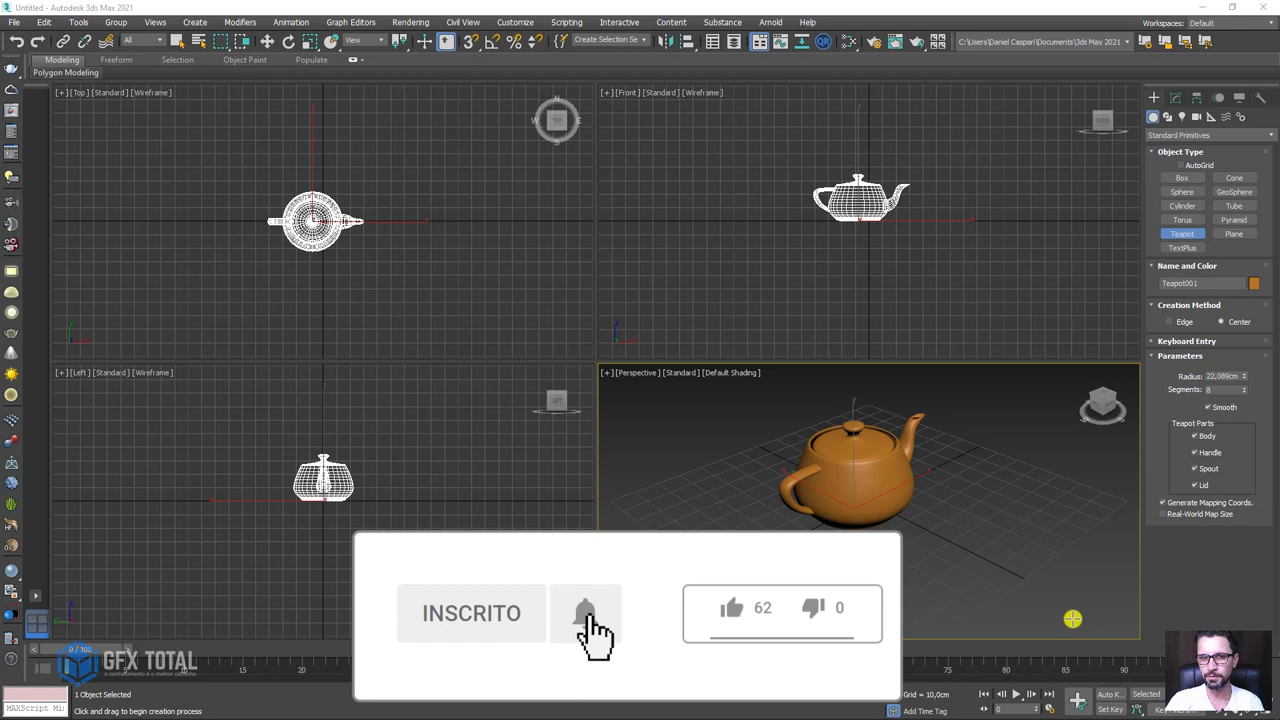 Untitled - Autodesk 3ds Max 2021
File Edit Tools Group Views Create Modifiers Animation Graph Editors Rendering Civil View Customize Scripting Interactive Content Substance Arnold Help
Workspaces: Default
All View Create Selection Se C:\Users\Daniel Caspari\Documents\3ds Max 2021
Modeling Freeform Selection Object Paint Populate
Polygon Modeling
[+] [Top] [Standard] [Wireframe]
[+] [Front] [Standard] [Wireframe]
Standard Primitives
Object Type
AutoGrid
Box Cone
Sphere GeoSphere
Cylinder Tube
Torus Pyramid
Teapot Plane
TextPlus
Name and Color
Teapot001
Creation Method
Edge Center
Keyboard Entry
Parameters
Radius: 22,089cm
Segments: 8
Smooth
Teapot Parts
Body
Handle
Spout
Lid
Generate Mapping Coords.
Real-World Map Size
[+] [Left] [Standard] [Wireframe]
[+] [Perspective] [Standard] [Default Shading]
INSCRITO
62 0
0 / 100
GFX TOTAL
o conhecimento é o melhor caminho
10 85 90
1 Object Selected
Click and drag to begin creation process
MAXScript Mi
Grid = 10,0cm
Add Time Tag
0
Auto K... Selected
Set Key